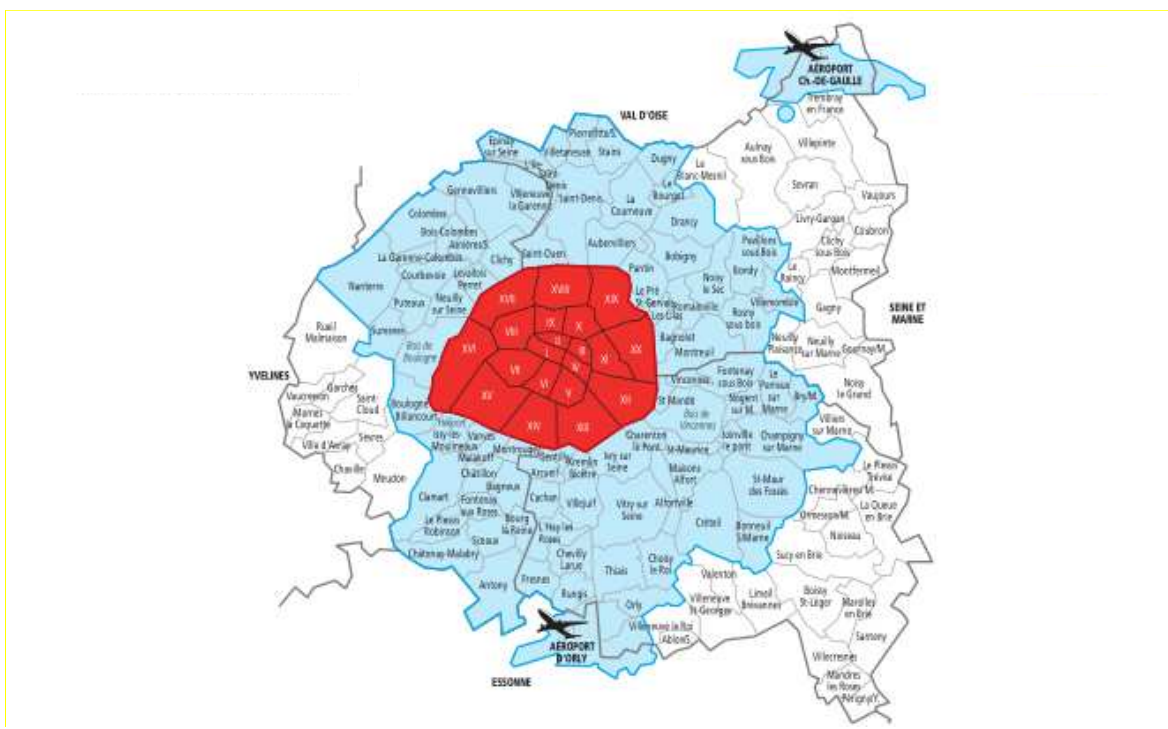 AÉROPORT
Ch.-DE-GAULLE
Tremblay
en France
VAL D'OISE
Pierrefitte/S.
Epinay
sur Seine
Villetaneuse
Stains
Dugny
Le
Blanc-Mesnil
Aulnay
sous Bois
Villepinte
L'Ile
Saint-
Denis
Gennevilliers
Villeneuve
la Garenne
Saint-Denis
La
Courneuve
Le
Bourget
Sevran
Vaujours
Colombes
Drancy
Livry-Gargan
Coubron
Bois-Colombes
Asnières/S.
Aubervilliers
Pavillons
sous Bois
Clichy
sous Bois
La Garenne-Colombes
Clichy
Saint-Ouen
Bobigny
Bondy
Montfermeil
Courbevoie
Levallois
Perret
Pantin
Noisy
le Sec
Le
Raincy
Nanterre
Puteaux
Neuilly
sur Seine
XVII
XVIII
XIX
Le Pré
St-Gervais
Les Lilas
Romainville
Villemomble
Gagny
SEINE ET
MARNE
Rosny
sous bois
Rueil
Malmaison
Suresnes
Bois de
Boulogne
VIII
IX
X
II
III
I
XVI
XI
XX
Bagnolet
Montreuil
Neuilly
Plaisance
Neuilly
sur Marne
Gournay/M.
YVELINES
VII
IV
Vincennes
Fontenay
sous Bois
Le
Perreux
sur
Marne
Noisy
le Grand
Garches
Vaucresson
Saint-
Cloud
XV
VI
V
XII
St Mandé
Nogent
sur M.
Bry/M.
Marnes
la Coquette
Boulogne
Billancourt
Bois de
Vincennes
Villiers
sur Marne
XIV
XIII
Ville d'Avray
Sèvres
Issy-les-
Moulineaux
Vanves
Malakoff
Montrouge
Gentilly
Kremlin
Bicêtre
Ivry sur
Seine
Charenton
le Pont
St-Maurice
Joinville
le pont
Champigny
sur Marne
Chaville
Meudon
Châtillon
Bagneux
Arcueil
Maisons
Alfort
St-Maur
des Fossés
Le Plessis
Trévise
Chennevières/M.
La Queue
en Brie
Clamart
Fontenay
aux Roses
Cachan
Villejuif
Vitry sur
Seine
Alfortville
Ormesson/M.
Le Plessis
Robinson
Bourg
la Reine
L'Haÿ les
Roses
Créteil
Bonneuil
S/Marne
Noiseau
Sceaux
Châtenay-Malabry
Chevilly
Larue
Choisy
le Roi
Sucy en Brie
Antony
Fresnes
Thiais
Valenton
Rungis
Orly
Villeneuve
St-Georges
Limeil
Brévannes
Boissy
St-Léger
Marolles
en Brie
AÉROPORT
D'ORLY
Villeneuve le Roi
Ablon/S.
Santeny
ESSONNE
Villecresnes
Mandres
les Roses
Périgny/Y.